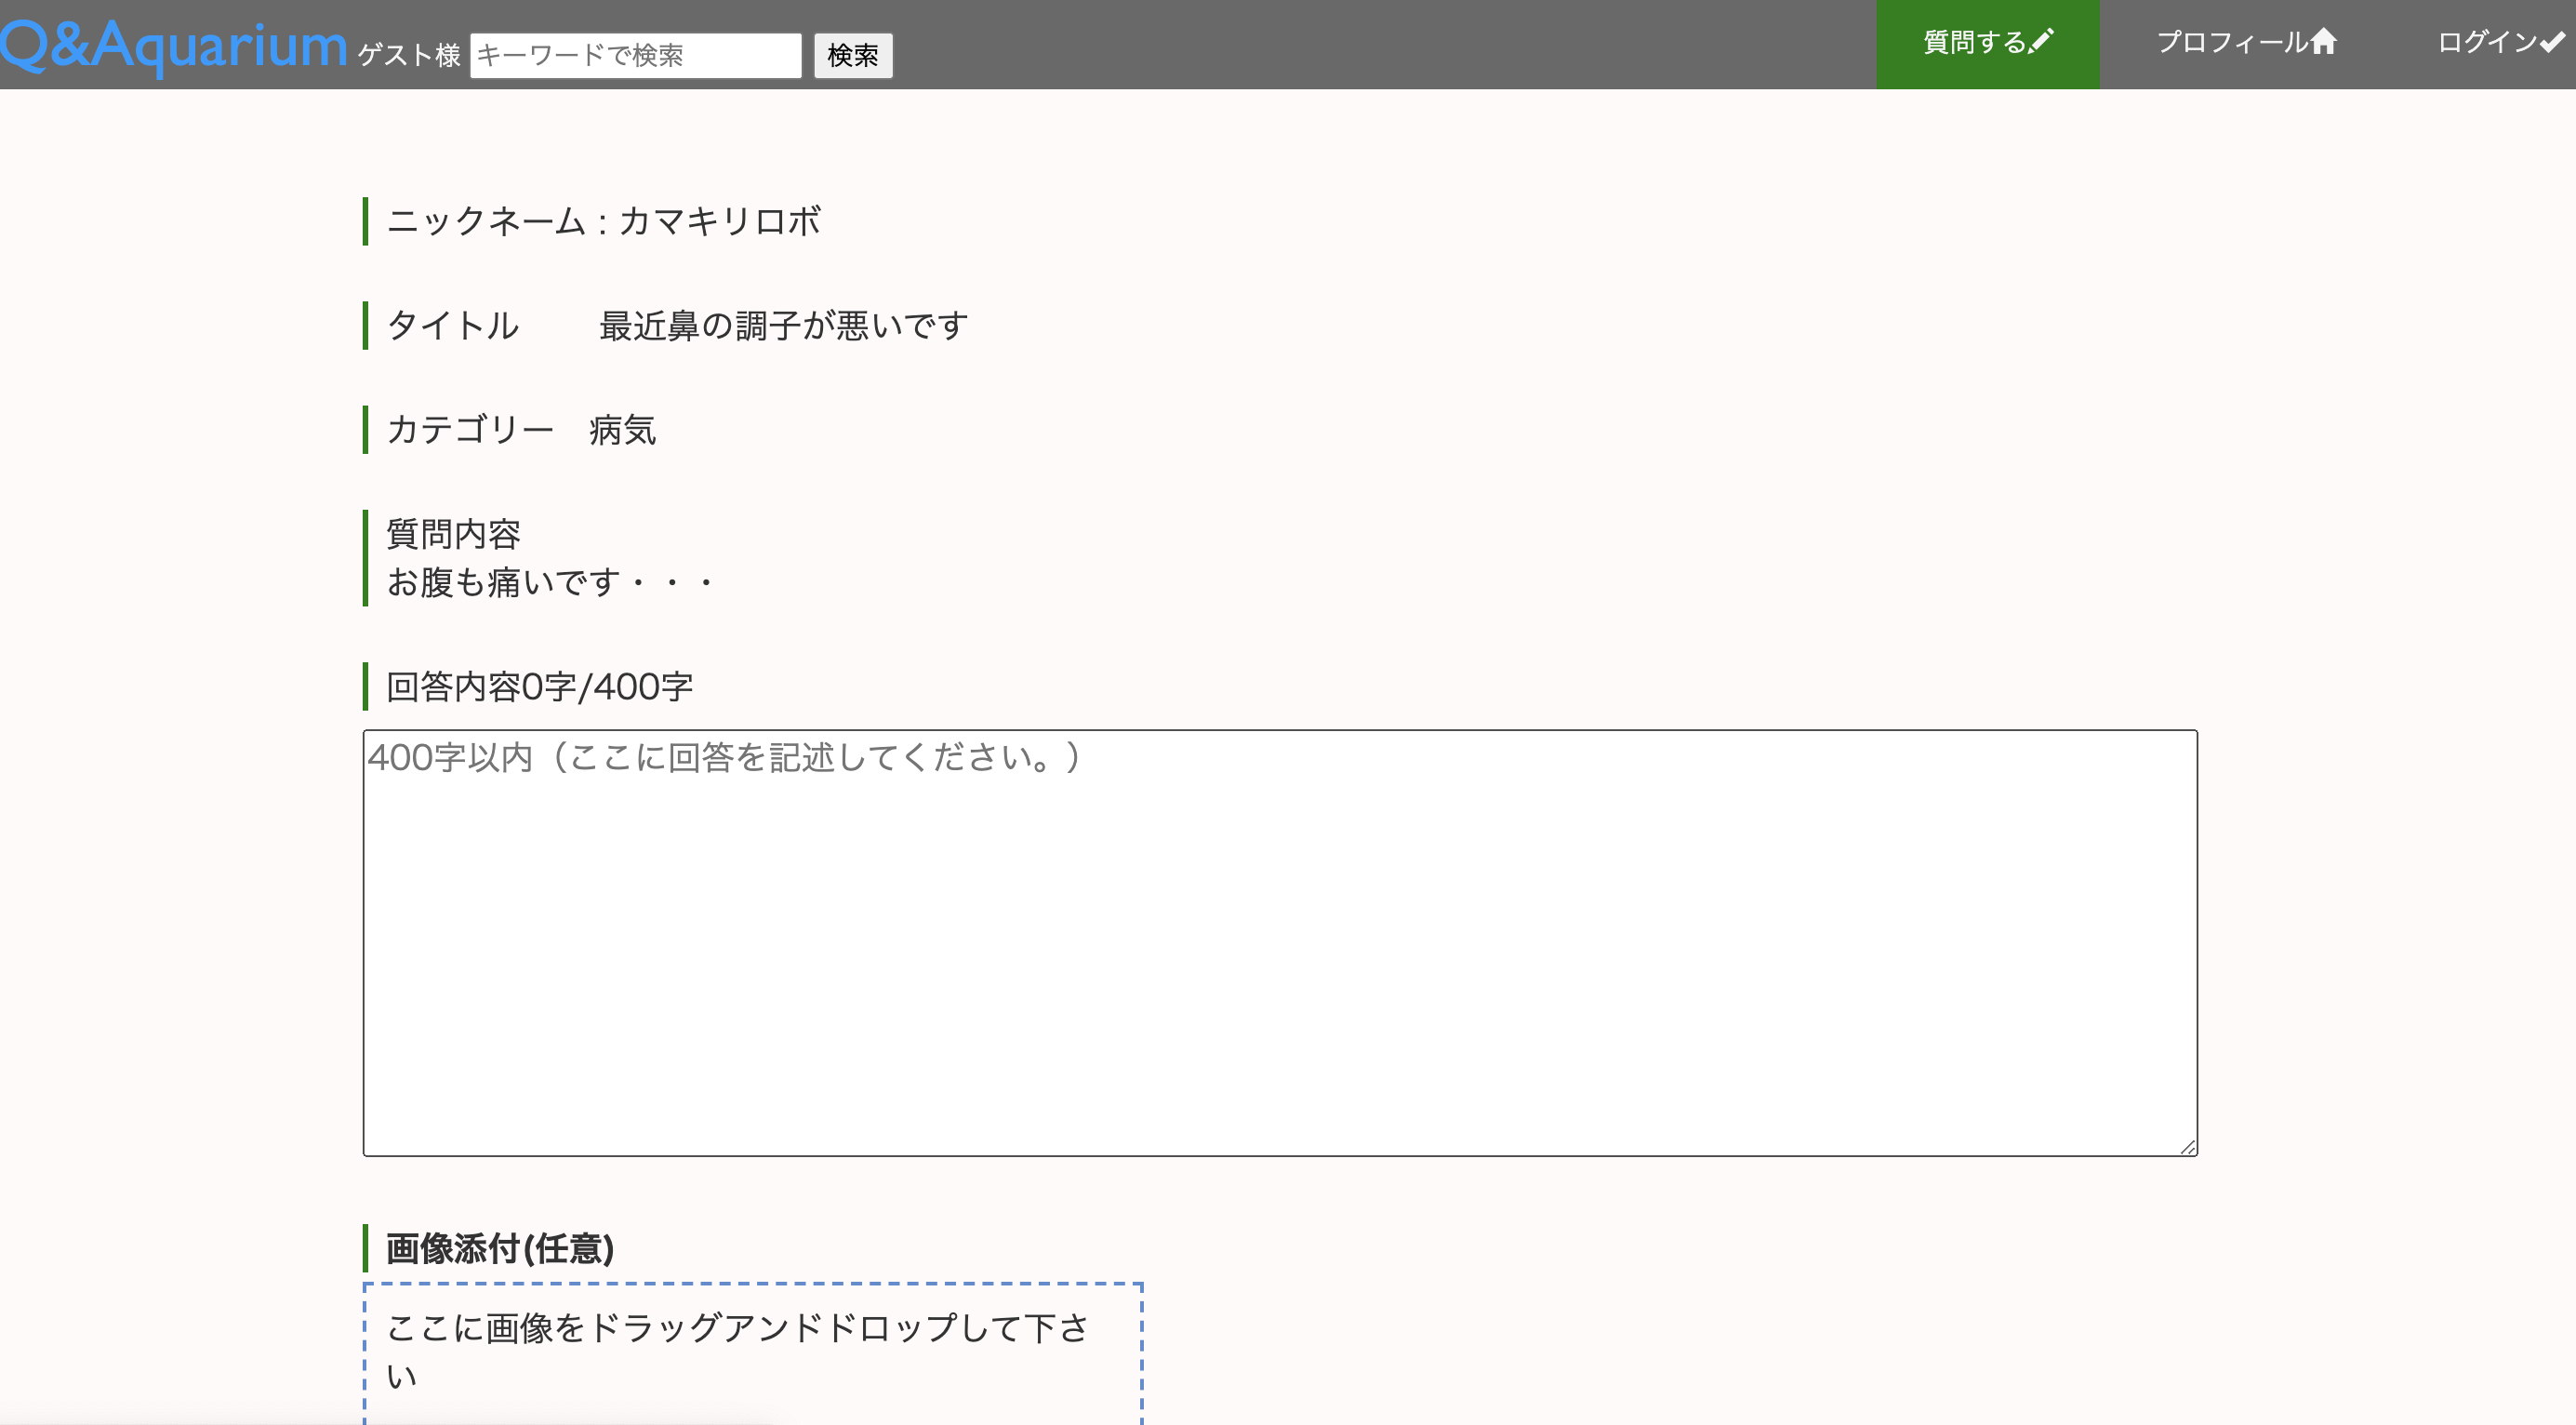 Q&Aquarium ゲスト様 キーワードで検索 検索 質問する プロフィール ログイン
ニックネーム : カマキリロボ
タイトル　　最近鼻の調子が悪いです
カテゴリー　病気
質問内容
お腹も痛いです・・・
回答内容0字/400字
400字以内（ここに回答を記述してください。）
画像添付(任意)
ここに画像をドラッグアンドドロップして下さ
い